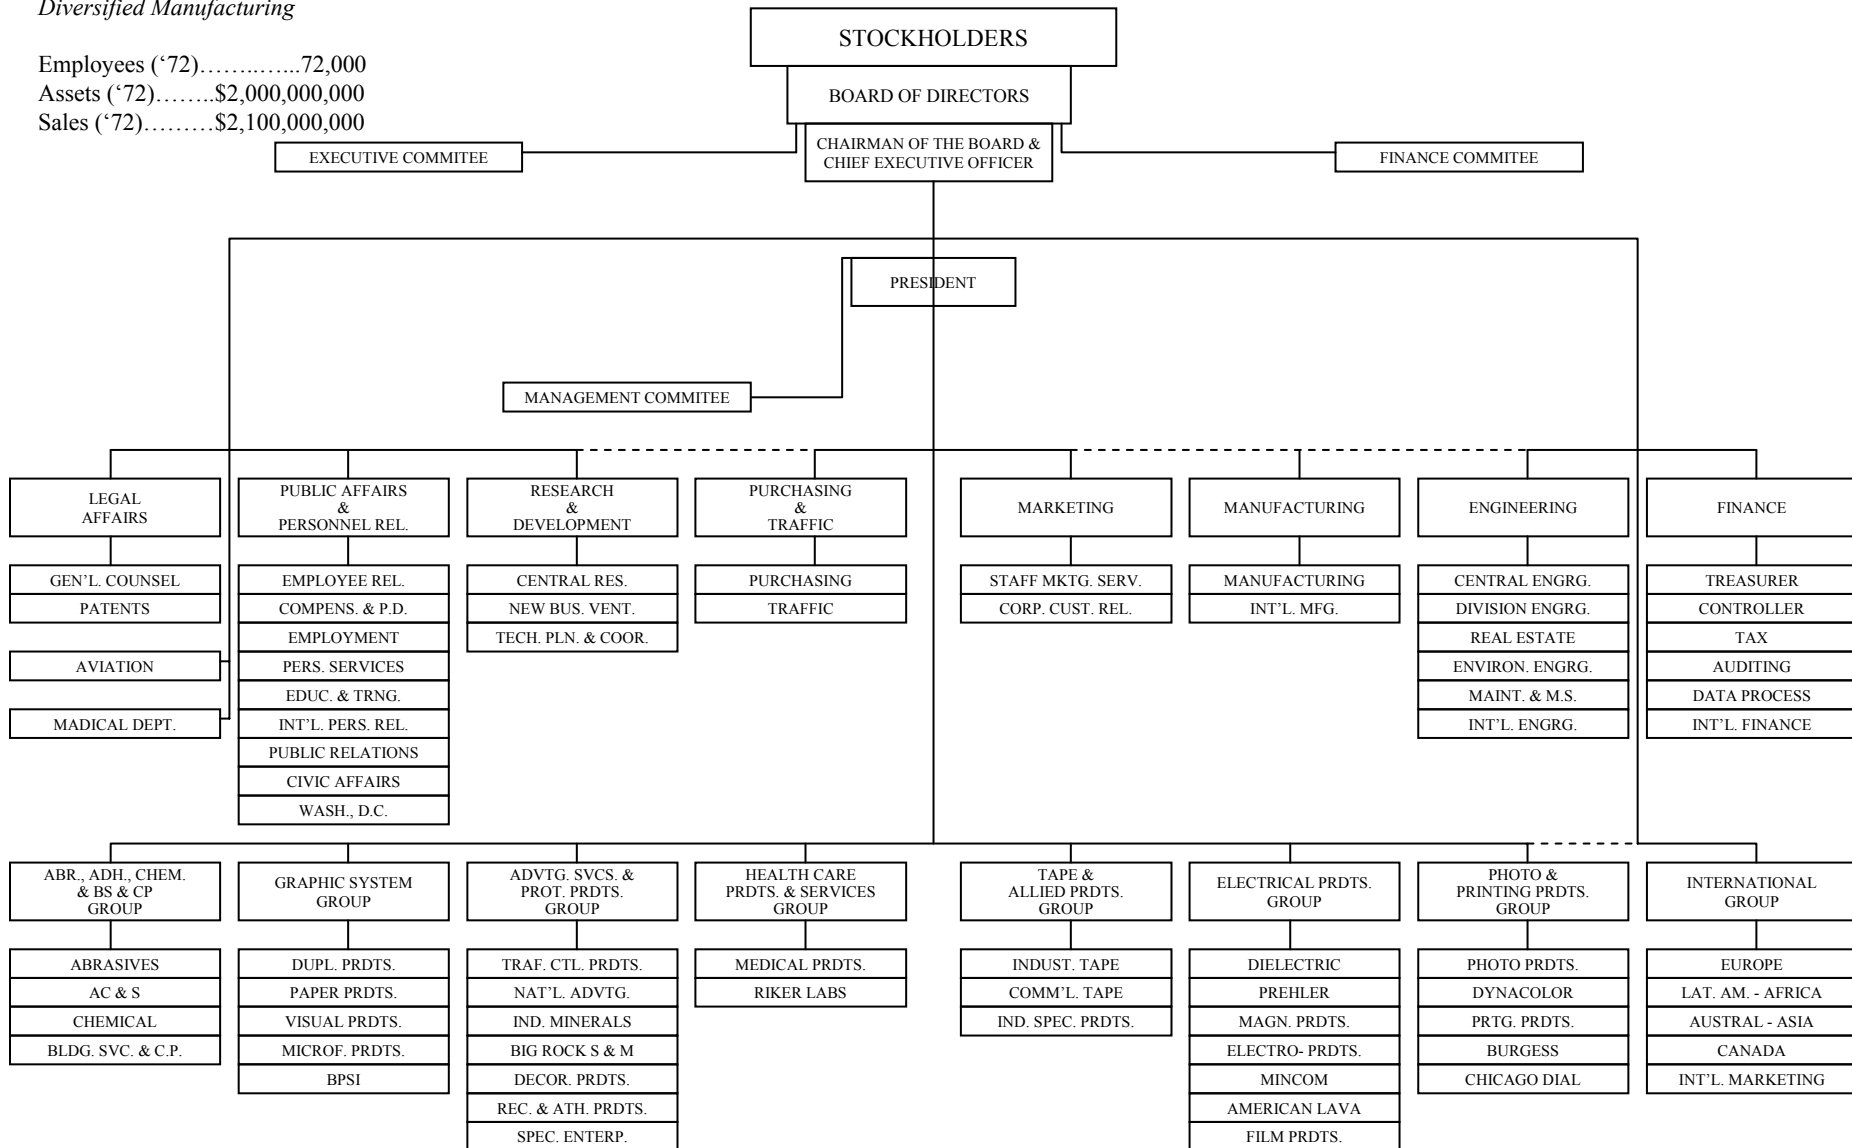 Diversified Manufacturing
Employees (‘72)……..…...72,000
Assets (‘72)……..$2,000,000,000
Sales (‘72)………$2,100,000,000
STOCKHOLDERS
BOARD OF DIRECTORS
CHAIRMAN OF THE BOARD &
CHIEF EXECUTIVE OFFICER
EXECUTIVE COMMITEE
FINANCE COMMITEE
PRESIDENT
MANAGEMENT COMMITEE
LEGAL
AFFAIRS
GEN’L. COUNSEL
PATENTS
AVIATION
MADICAL DEPT.
PUBLIC AFFAIRS
&
PERSONNEL REL.
EMPLOYEE REL.
COMPENS. & P.D.
EMPLOYMENT
PERS. SERVICES
EDUC. & TRNG.
INT’L. PERS. REL.
PUBLIC RELATIONS
CIVIC AFFAIRS
WASH., D.C.
RESEARCH
&
DEVELOPMENT
CENTRAL RES.
NEW BUS. VENT.
TECH. PLN. & COOR.
PURCHASING
&
TRAFFIC
PURCHASING
TRAFFIC
MARKETING
STAFF MKTG. SERV.
CORP. CUST. REL.
MANUFACTURING
MANUFACTURING
INT’L. MFG.
ENGINEERING
CENTRAL ENGRG.
DIVISION ENGRG.
REAL ESTATE
ENVIRON. ENGRG.
MAINT. & M.S.
INT’L. ENGRG.
FINANCE
TREASURER
CONTROLLER
TAX
AUDITING
DATA PROCESS
INT’L. FINANCE
ABR., ADH., CHEM.
& BS & CP
GROUP
ABRASIVES
AC & S
CHEMICAL
BLDG. SVC. & C.P.
GRAPHIC SYSTEM
GROUP
DUPL. PRDTS.
PAPER PRDTS.
VISUAL PRDTS.
MICROF. PRDTS.
BPSI
ADVTG. SVCS. &
PROT. PRDTS.
GROUP
TRAF. CTL. PRDTS.
NAT’L. ADVTG.
IND. MINERALS
BIG ROCK S & M
DECOR. PRDTS.
REC. & ATH. PRDTS.
SPEC. ENTERP.
HEALTH CARE
PRDTS. & SERVICES
GROUP
MEDICAL PRDTS.
RIKER LABS
TAPE &
ALLIED PRDTS.
GROUP
INDUST. TAPE
COMM’L. TAPE
IND. SPEC. PRDTS.
ELECTRICAL PRDTS.
GROUP
DIELECTRIC
PREHLER
MAGN. PRDTS.
ELECTRO- PRDTS.
MINCOM
AMERICAN LAVA
FILM PRDTS.
PHOTO &
PRINTING PRDTS.
GROUP
PHOTO PRDTS.
DYNACOLOR
PRTG. PRDTS.
BURGESS
CHICAGO DIAL
INTERNATIONAL
GROUP
EUROPE
LAT. AM. - AFRICA
AUSTRAL - ASIA
CANADA
INT’L. MARKETING